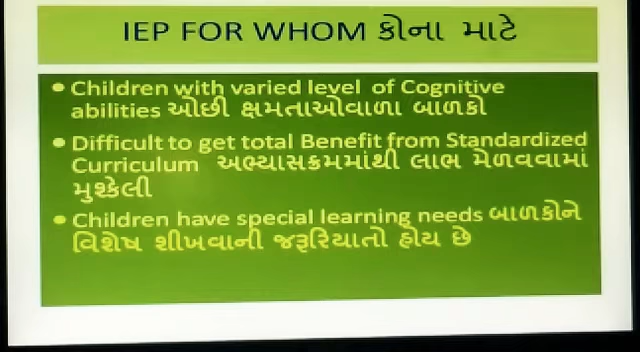 IEP FOR WHOM કોના માટે
Children with varied level of Cognitive
abilities ઓછી ક્ષમતાઓવાળા બાળકો
Difficult to get total Benefit from Standardized
Curriculum અભ્યાસક્રમમાંથી લાભ મેળવવામાં
મુશ્કેલી
Children have special learning needs બાળકોને
વિશેષ શીખવાની જરૂરિયાતો હોય છે